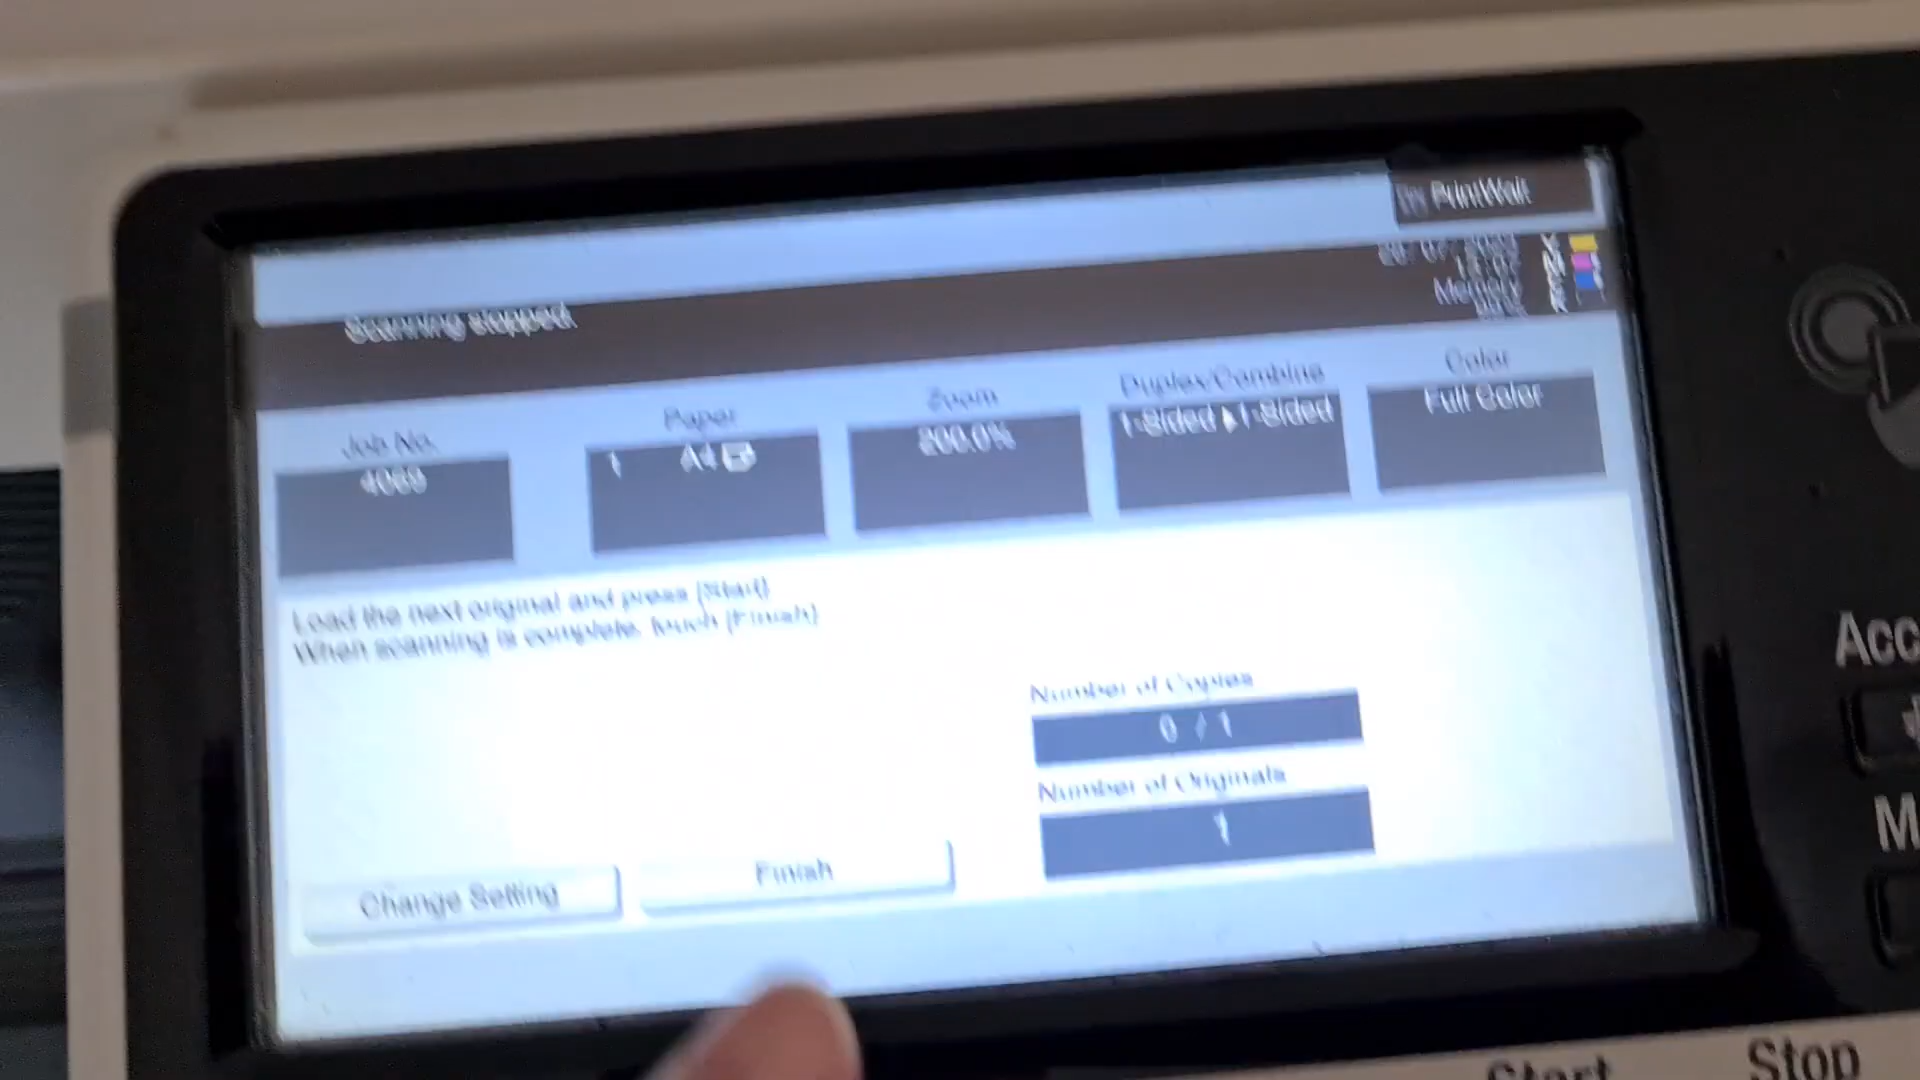 PrintWait
Scanning stopped.
Memory
Job No.
4069
Paper
1 A4
Zoom
200.0%
Duplex/Combine
1-Sided ▶ 1-Sided
Color
Full Color
Load the next original and press [Start]
When scanning is complete, touch [Finish]
Number of Copies
0 / 1
Number of Originals
1
Change Setting
Finish
Acc
M
Start
Stop